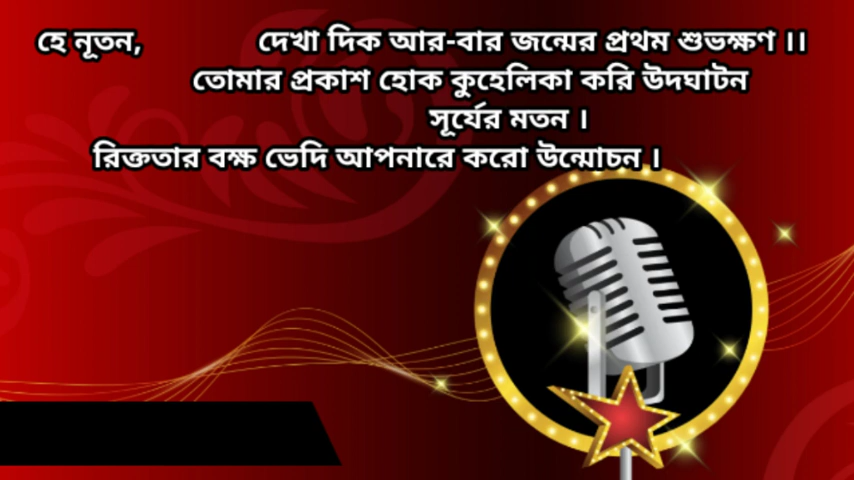 হে নূতন, দেখা দিক আর-বার জন্মের প্রথম শুভক্ষণ ।।
তোমার প্রকাশ হোক কুহেলিকা করি উদঘাটন
সূর্যের মতন ।
রিক্ততার বক্ষ ভেদি আপনারে করো উন্মোচন ।